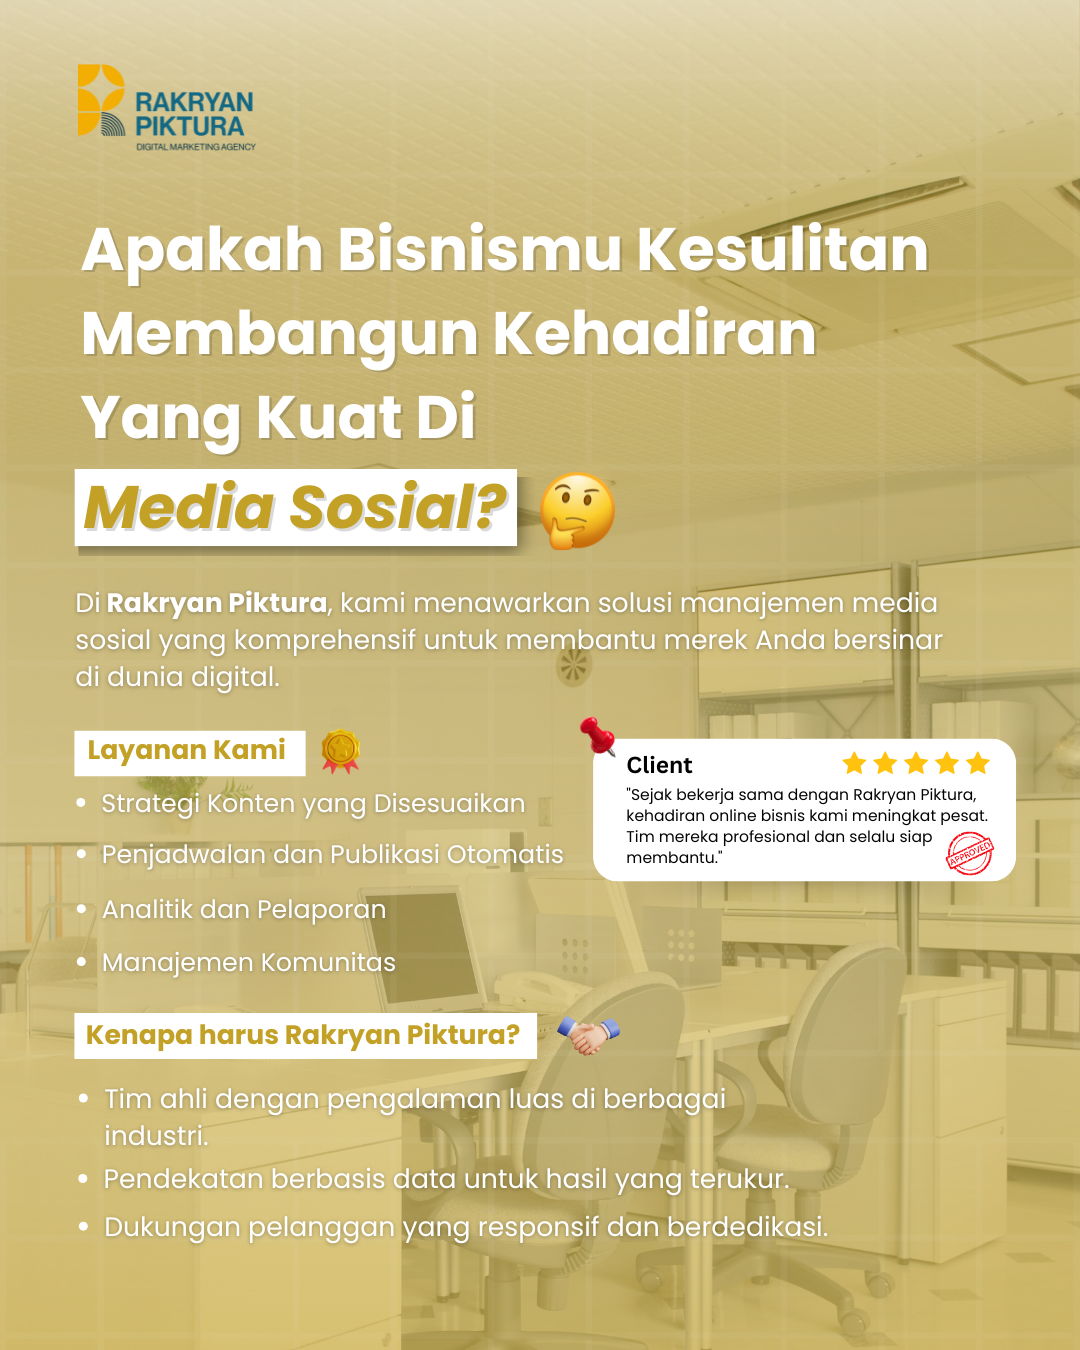 RAKRYAN
PIKTURA
DIGITAL MARKETING AGENCY
Apakah Bisnismu Kesulitan
Membangun Kehadiran
Yang Kuat Di
Media Sosial?
Di Rakryan Piktura, kami menawarkan solusi manajemen media
sosial yang komprehensif untuk membantu merek Anda bersinar
di dunia digital.
Layanan Kami
• Strategi Konten yang Disesuaikan
• Penjadwalan dan Publikasi Otomatis
• Analitik dan Pelaporan
• Manajemen Komunitas
Client
"Sejak bekerja sama dengan Rakryan Piktura,
kehadiran online bisnis kami meningkat pesat.
Tim mereka profesional dan selalu siap
membantu."
APPROVED
Kenapa harus Rakryan Piktura?
• Tim ahli dengan pengalaman luas di berbagai
industri.
• Pendekatan berbasis data untuk hasil yang terukur.
• Dukungan pelanggan yang responsif dan berdedikasi.